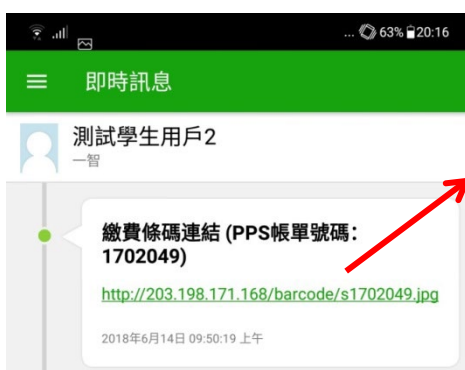 ... 63% 20:16
即時訊息
測試學生用戶2
一智
繳費條碼連結 (PPS帳單號碼：
1702049)
http://203.198.171.168/barcode/s1702049.jpg
2018年6月14日 09:50:19 上午